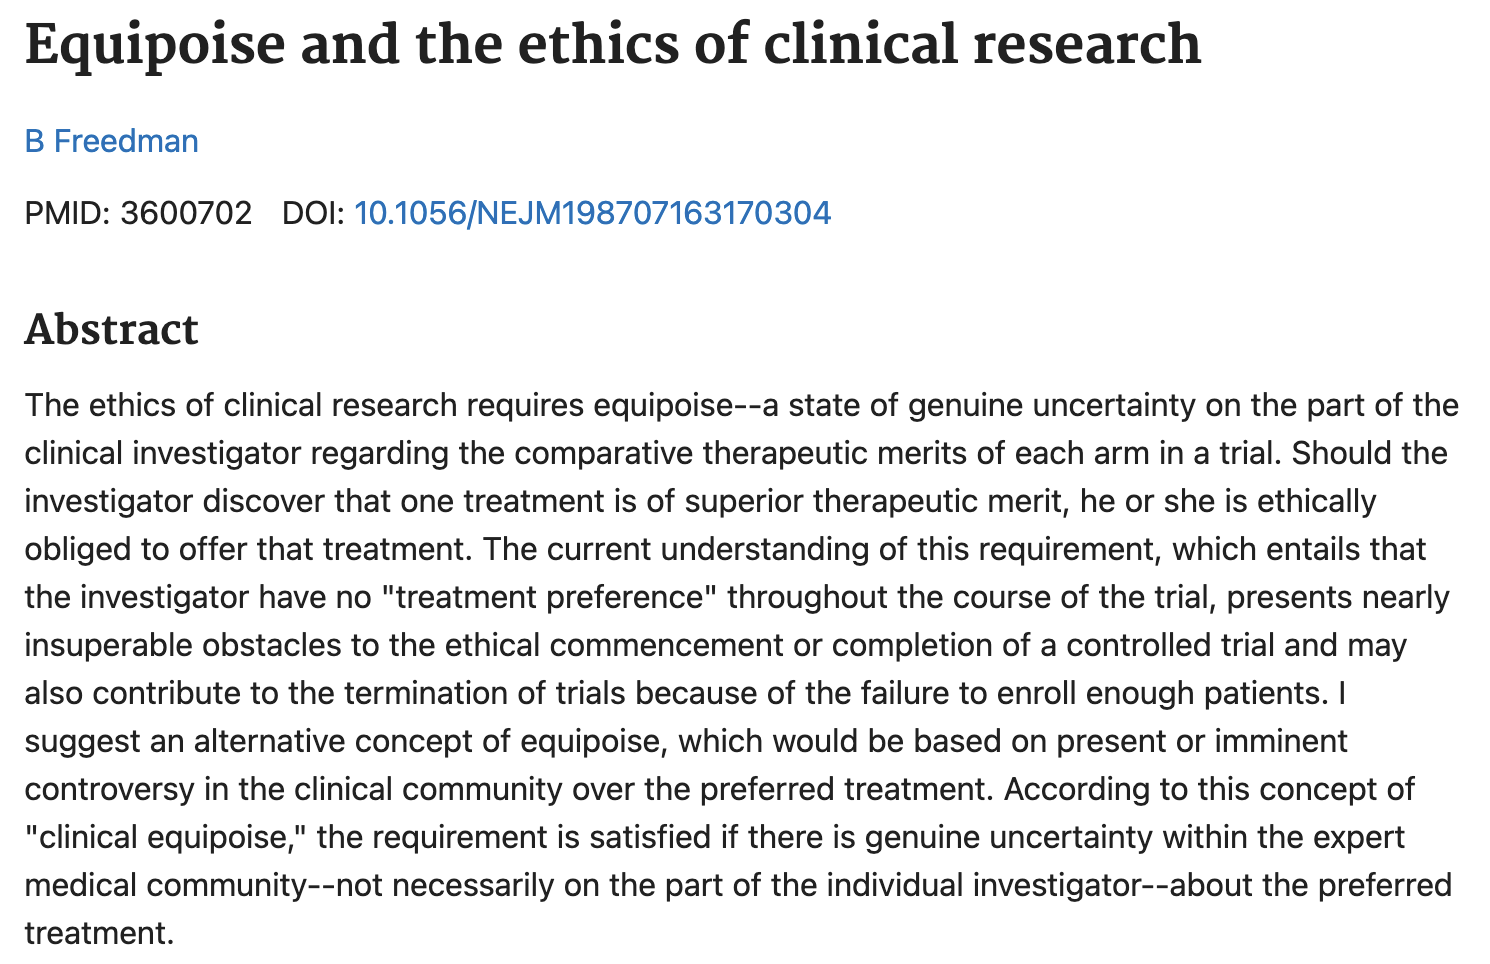 Equipoise and the ethics of clinical research
B Freedman
PMID: 3600702 DOI: 10.1056/NEJM198707163170304
Abstract
The ethics of clinical research requires equipoise--a state of genuine uncertainty on the part of the
clinical investigator regarding the comparative therapeutic merits of each arm in a trial. Should the
investigator discover that one treatment is of superior therapeutic merit, he or she is ethically
obliged to offer that treatment. The current understanding of this requirement, which entails that
the investigator have no "treatment preference" throughout the course of the trial, presents nearly
insuperable obstacles to the ethical commencement or completion of a controlled trial and may
also contribute to the termination of trials because of the failure to enroll enough patients. I
suggest an alternative concept of equipoise, which would be based on present or imminent
controversy in the clinical community over the preferred treatment. According to this concept of
"clinical equipoise," the requirement is satisfied if there is genuine uncertainty within the expert
medical community--not necessarily on the part of the individual investigator--about the preferred
treatment.